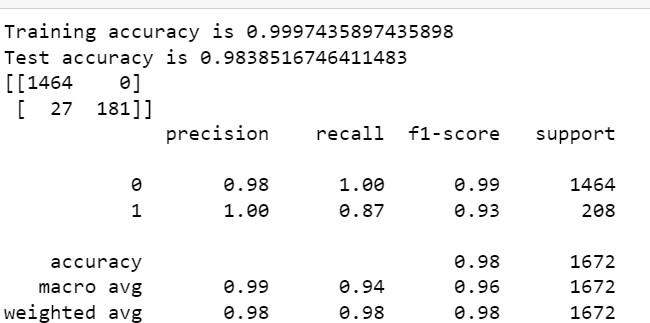 Training accuracy is 0.9997435897435898
Test accuracy is 0.9838516746411483
[[1464    0]
 [  27  181]]
              precision    recall  f1-score   support

           0       0.98      1.00      0.99      1464
           1       1.00      0.87      0.93       208

    accuracy                           0.98      1672
   macro avg       0.99      0.94      0.96      1672
weighted avg       0.98      0.98      0.98      1672